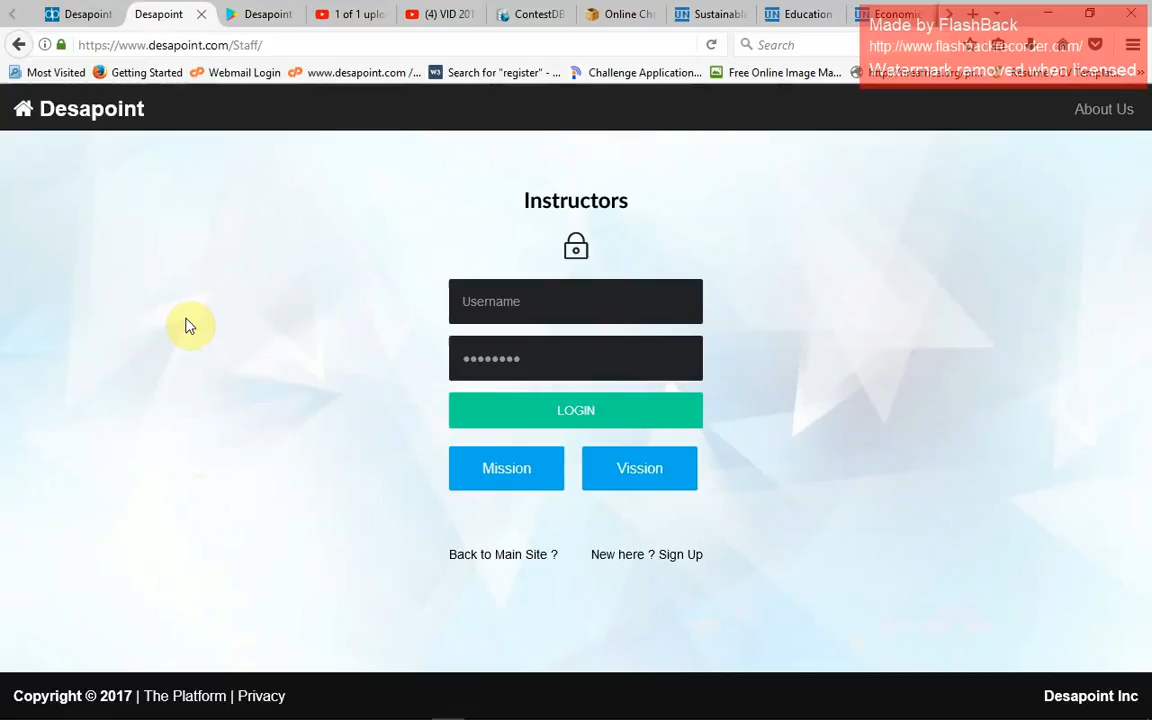 Desapoint
Desapoint
Desapoint
1 of 1 uplo
(4) VID 201
ContestDB
Online Ch
Sustainable
Education
Economic
Made by FlashBack
http://www.flashbackrecorder.com/
Watermark removed when licensed
https://www.desapoint.com/Staff/
Search
Most Visited
Getting Started
Webmail Login
www.desapoint.com /...
Search for "register" - ...
Challenge Application...
Free Online Image Ma...
Desapoint
About Us
Instructors
Username
LOGIN
Mission
Vission
Back to Main Site ?
New here ? Sign Up
Copyright © 2017 | The Platform | Privacy
Desapoint Inc